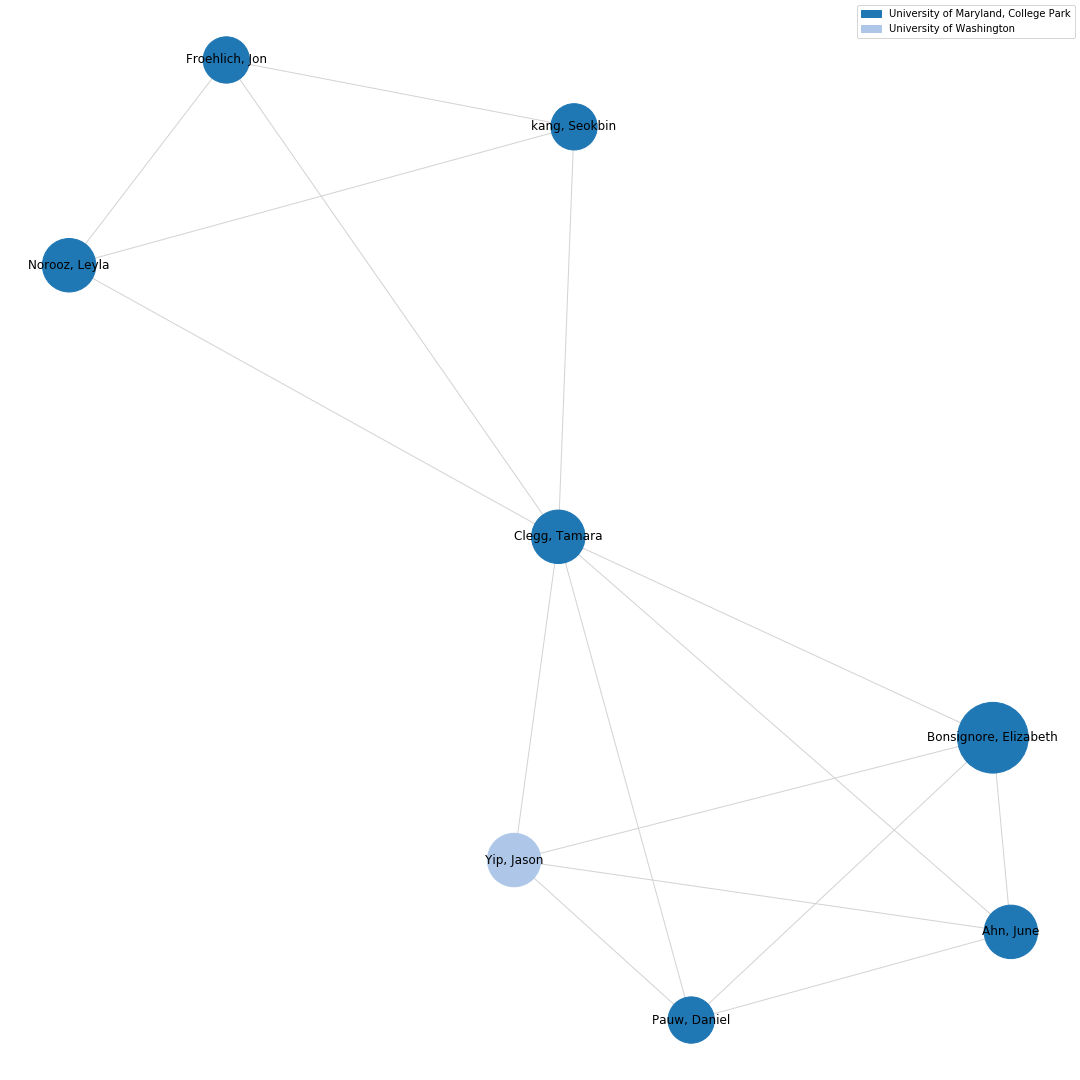 University of Maryland, College Park
University of Washington
Froehlich, Jon
kang, Seokbin
Norooz, Leyla
Clegg, Tamara
Bonsignore, Elizabeth
Yip, Jason
Ahn, June
Pauw, Daniel